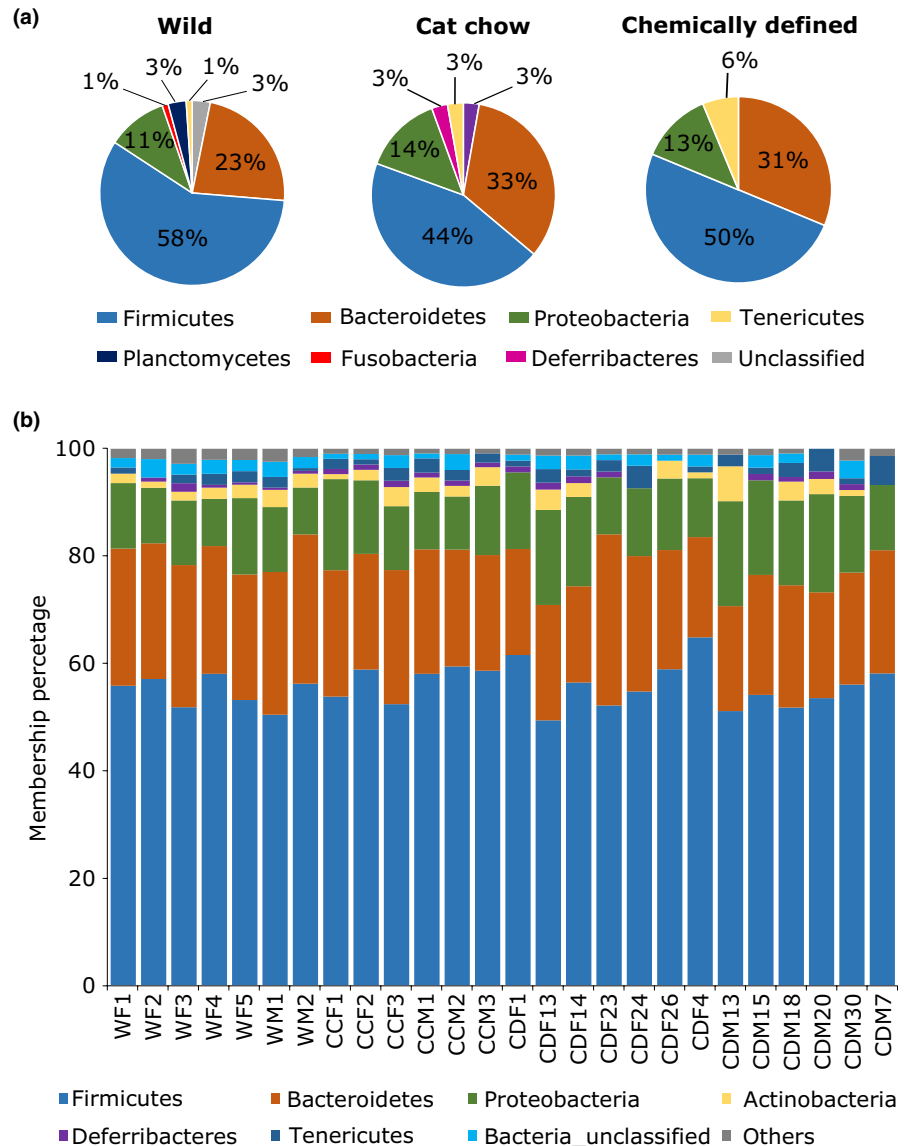 (a)
Wild
Cat chow
Chemically defined
1%
3%
1%
3%
11%
23%
58%
3%
3%
3%
14%
33%
44%
6%
13%
31%
50%
Firmicutes
Bacteroidetes
Proteobacteria
Tenericutes
Planctomycetes
Fusobacteria
Deferribacteres
Unclassified
(b)
Membership percetage
100
80
60
40
20
0
WF1
WF2
WF3
WF4
WF5
WM1
WM2
CCF1
CCF2
CCF3
CCM1
CCM2
CCM3
CDF1
CDF13
CDF14
CDF23
CDF24
CDF26
CDF4
CDM13
CDM15
CDM18
CDM20
CDM30
CDM7
Firmicutes
Bacteroidetes
Proteobacteria
Actinobacteria
Deferribacteres
Tenericutes
Bacteria_unclassified
Others